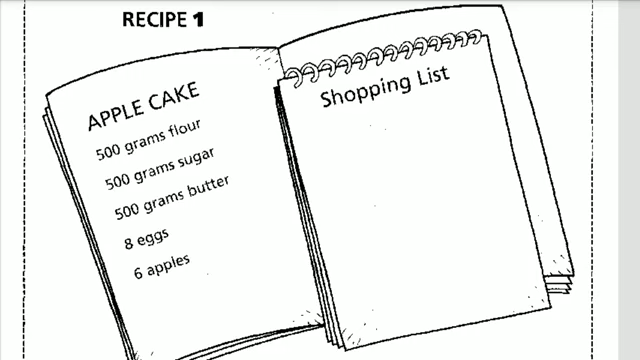 RECIPE 1
APPLE CAKE
500 grams flour
500 grams sugar
500 grams butter
8 eggs
6 apples
Shopping List